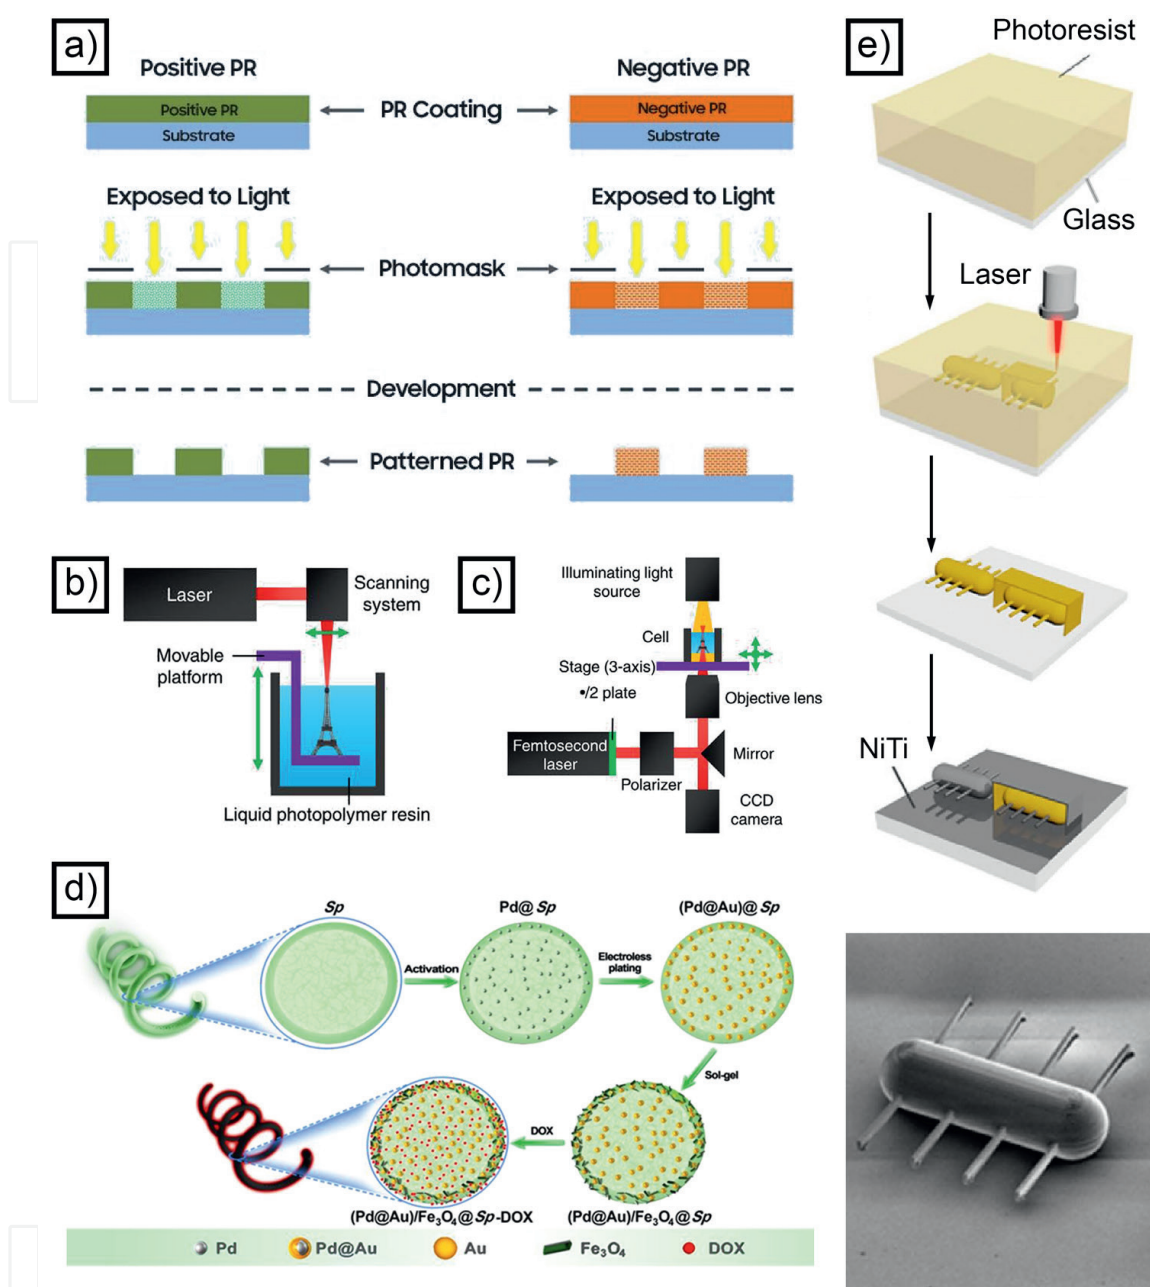 a)
Positive PR
Negative PR
Positive PR
PR Coating
Negative PR
Substrate
Substrate
Exposed to Light
Exposed to Light
Photomask
Development
Patterned PR
b)
Laser
Scanning
system
Movable
platform
Liquid photopolymer resin
c)
Illuminating light
source
Cell
Stage (3-axis)
•/2 plate
Objective lens
Femtosecond
laser
Polarizer
Mirror
CCD
camera
d)
Sp
Pd@Sp
(Pd@Au)@Sp
Activation
Electroless
plating
Sol-gel
DOX
(Pd@Au)/Fe₃O₄@Sp-DOX
(Pd@Au)/Fe₃O₄@Sp
Pd
Pd@Au
Au
Fe₃O₄
DOX
e)
Photoresist
Glass
Laser
NiTi